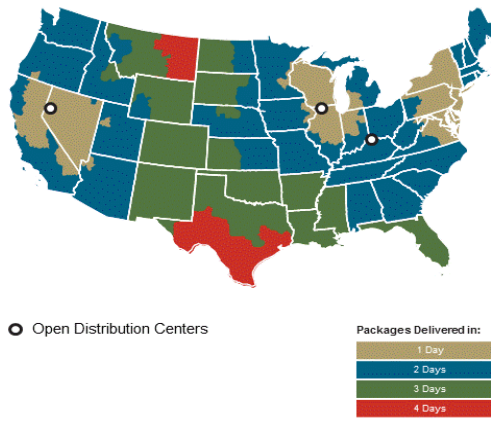 Open Distribution Centers
Packages Delivered in:
1 Day
2 Days
3 Days
4 Days